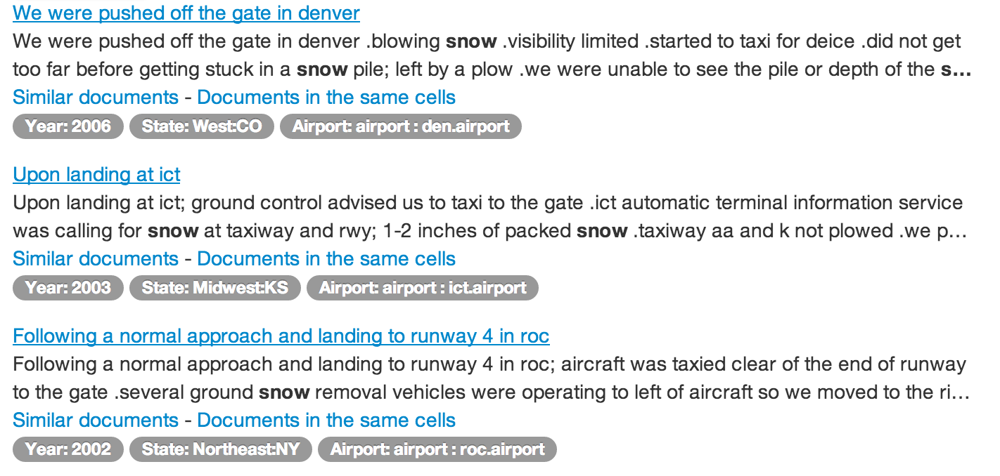 We were pushed off the gate in denver
We were pushed off the gate in denver .blowing snow .visibility limited .started to taxi for deice .did not get
too far before getting stuck in a snow pile; left by a plow .we were unable to see the pile or depth of the s...
Similar documents - Documents in the same cells
Year: 2006 State: West:CO Airport: airport : den.airport
Upon landing at ict
Upon landing at ict; ground control advised us to taxi to the gate .ict automatic terminal information service
was calling for snow at taxiway and rwy; 1-2 inches of packed snow .taxiway aa and k not plowed .we p...
Similar documents - Documents in the same cells
Year: 2003 State: Midwest:KS Airport: airport : ict.airport
Following a normal approach and landing to runway 4 in roc
Following a normal approach and landing to runway 4 in roc; aircraft was taxied clear of the end of runway
to the gate .several ground snow removal vehicles were operating to left of aircraft so we moved to the ri...
Similar documents - Documents in the same cells
Year: 2002 State: Northeast:NY Airport: airport : roc.airport